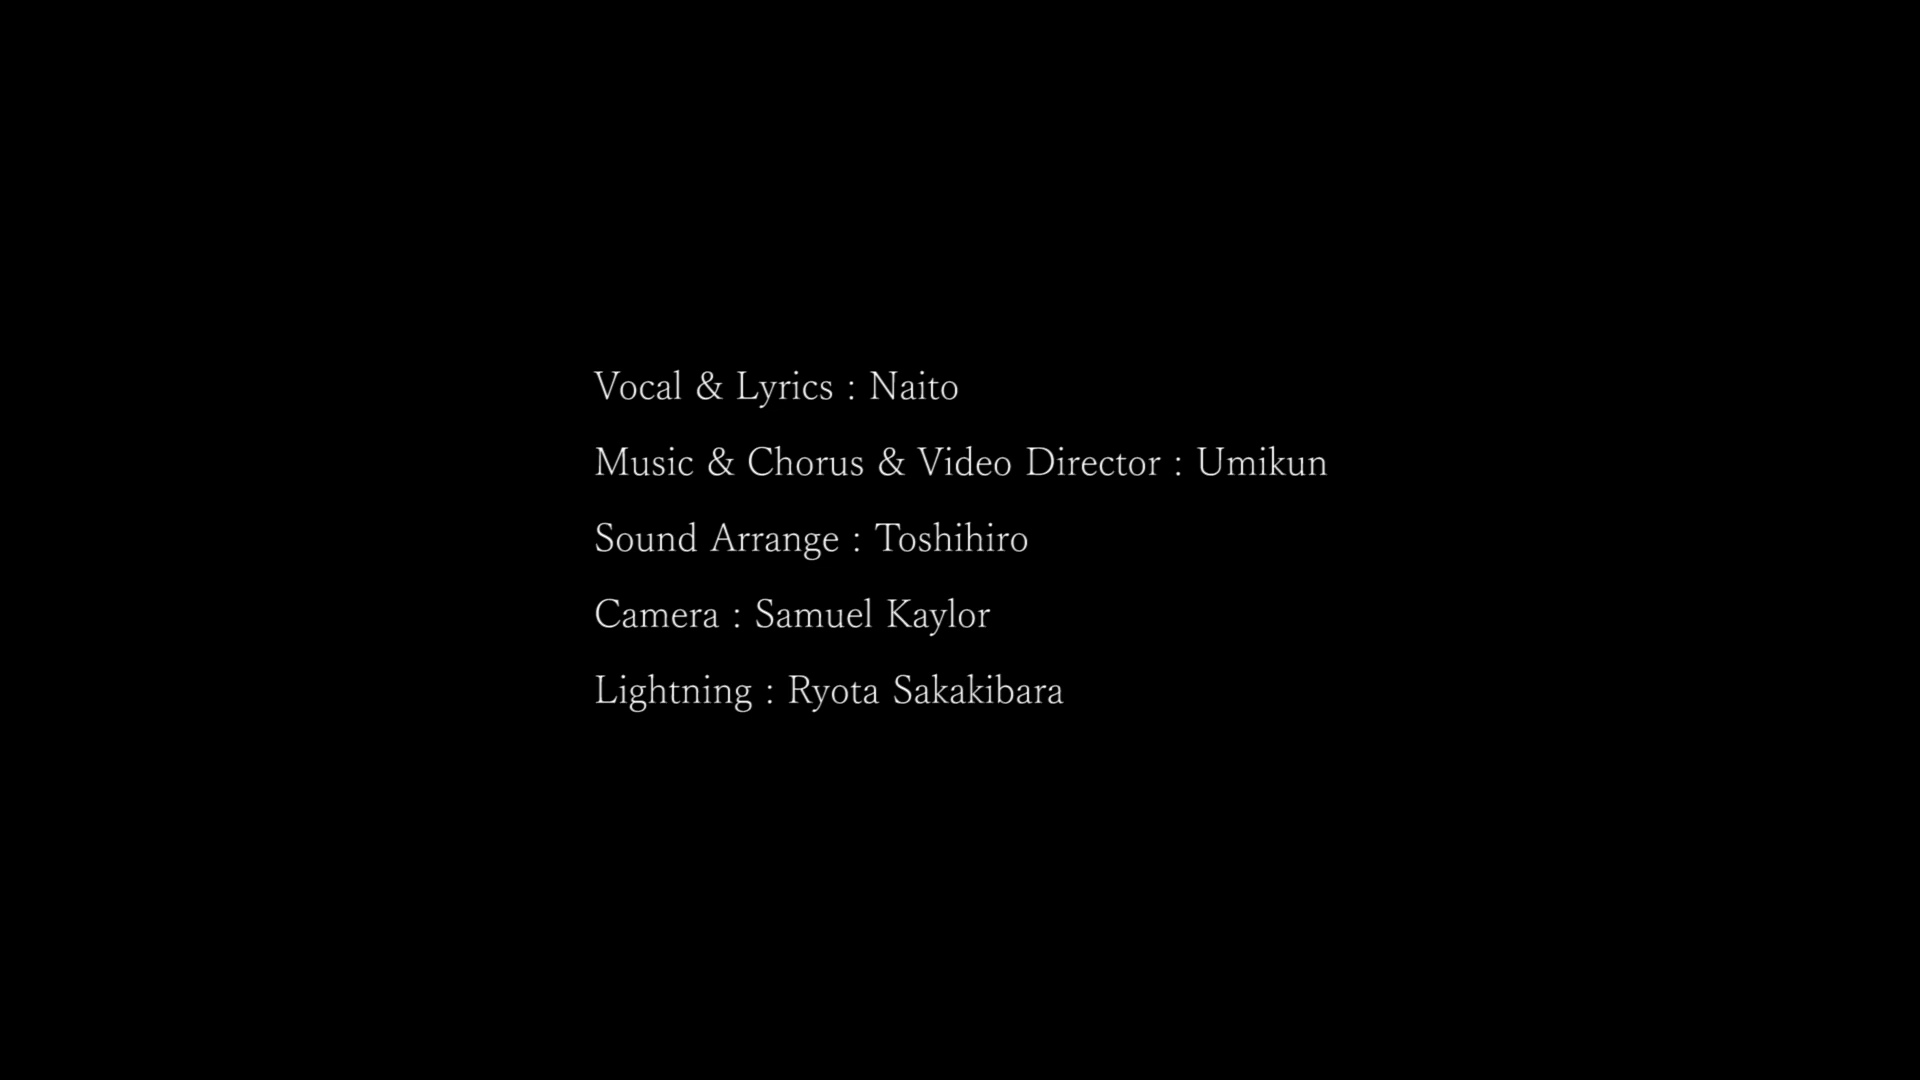 Vocal & Lyrics : Naito
Music & Chorus & Video Director : Umikun
Sound Arrange : Toshihiro
Camera : Samuel Kaylor
Lightning : Ryota Sakakibara